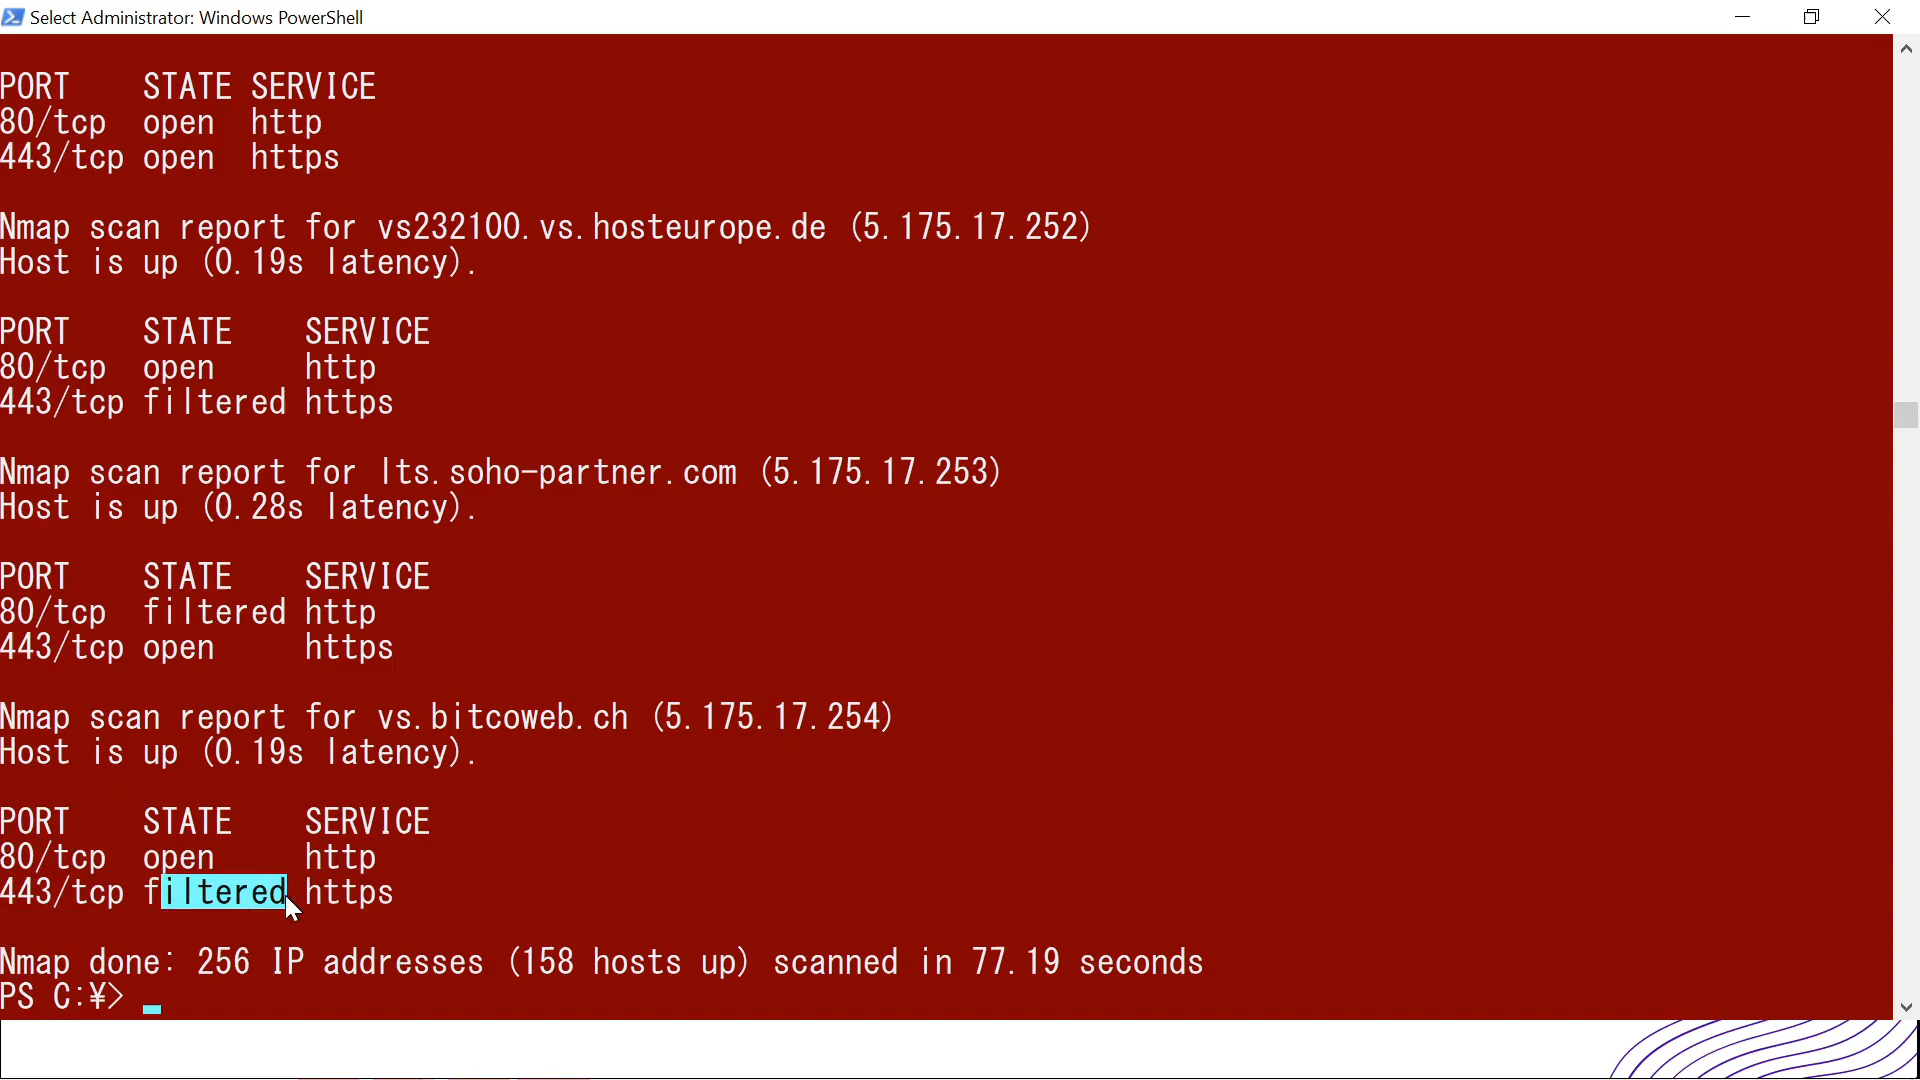 Select Administrator: Windows PowerShell
PORT    STATE SERVICE
80/tcp  open  http
443/tcp open  https
Nmap scan report for vs232100.vs.hosteurope.de (5.175.17.252)
Host is up (0.19s latency).
PORT    STATE    SERVICE
80/tcp  open     http
443/tcp filtered https
Nmap scan report for lts.soho-partner.com (5.175.17.253)
Host is up (0.28s latency).
PORT    STATE    SERVICE
80/tcp  filtered http
443/tcp open     https
Nmap scan report for vs.bitcoweb.ch (5.175.17.254)
Host is up (0.19s latency).
PORT    STATE    SERVICE
80/tcp  open     http
443/tcp filtered https
Nmap done: 256 IP addresses (158 hosts up) scanned in 77.19 seconds
PS C:¥>